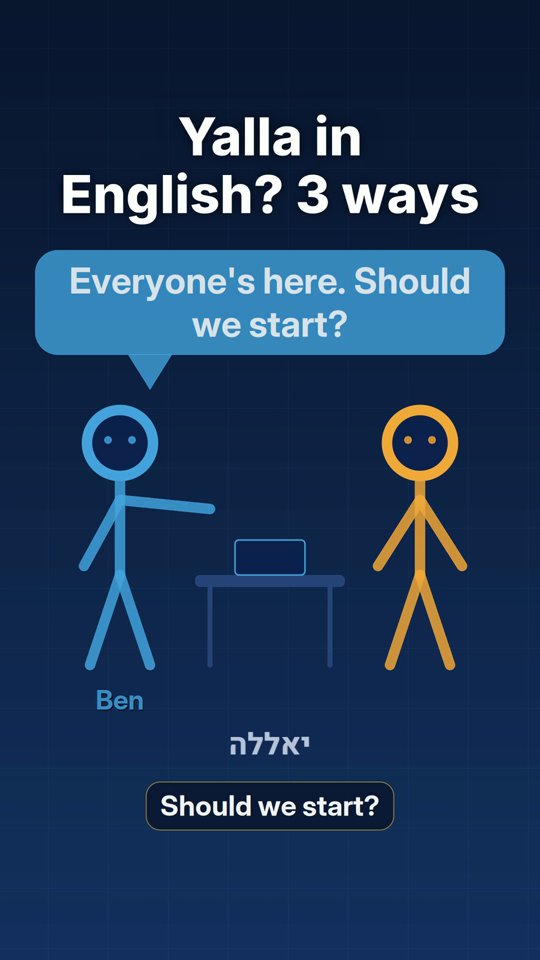 Yalla in
English? 3 ways
Everyone's here. Should
we start?
Ben
יאללה
Should we start?